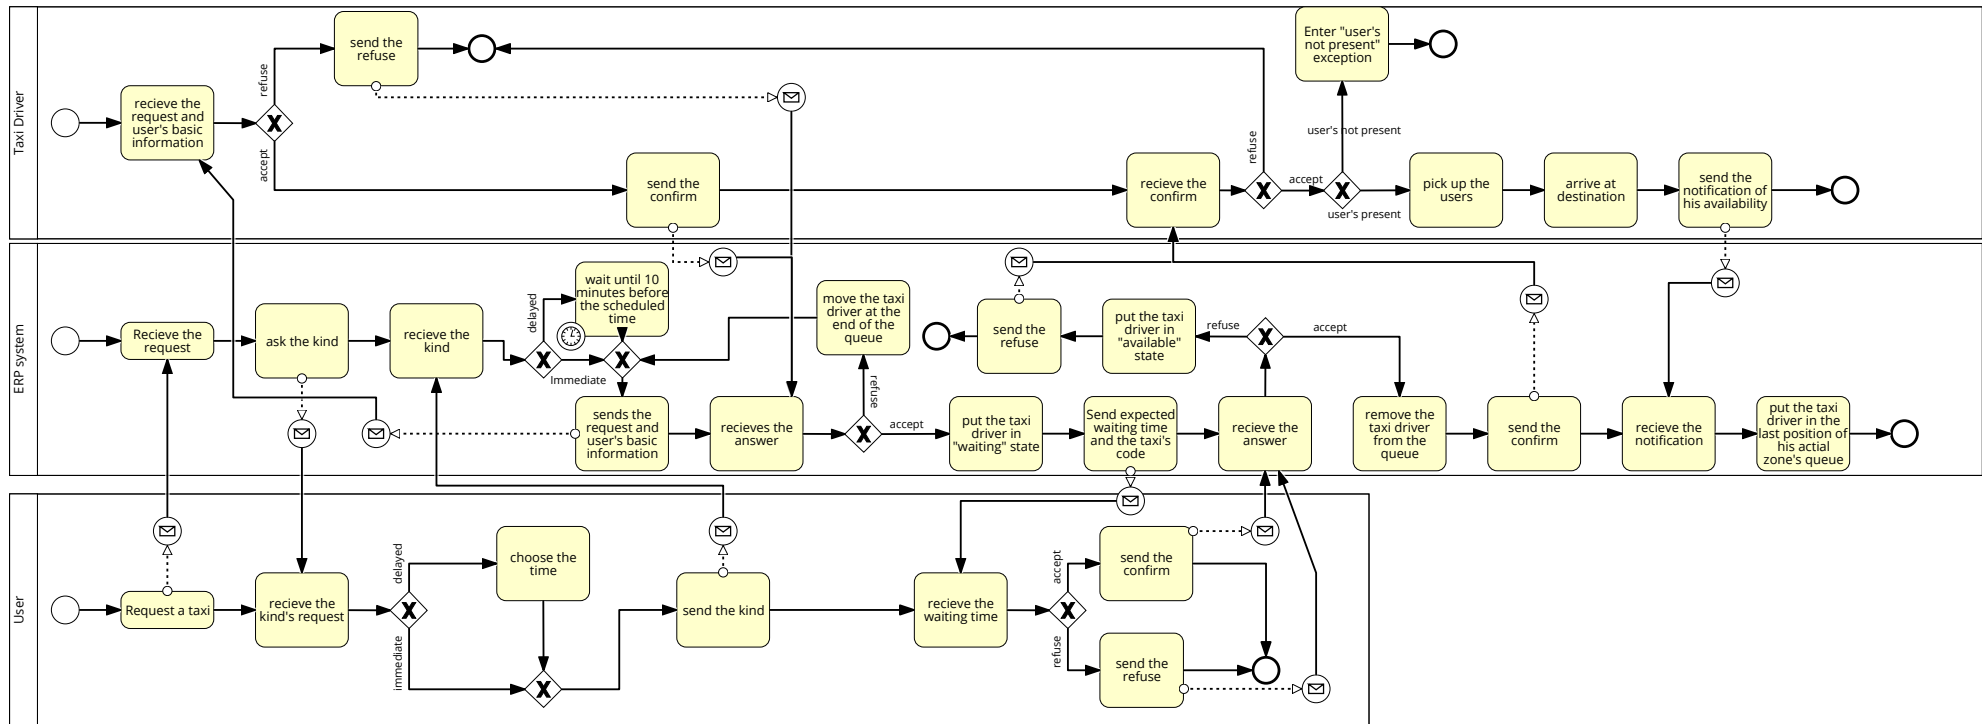 Taxi Driver
recieve the
request and
user's basic
information
refuse
accept
send the
refuse
send the
confirm
recieve the
confirm
refuse
accept
Enter "user's
not present"
exception
user's not present
user's present
pick up the
users
arrive at
destination
send the
notification of
his availability
ERP system
Recieve the
request
ask the kind
recieve the
kind
delayed
Immediate
wait until 10
minutes before
the scheduled
time
sends the
request and
user's basic
information
recieves the
answer
move the taxi
driver at the
end of the
queue
refuse
accept
put the taxi
driver in
"waiting" state
Send expected
waiting time
and the taxi's
code
recieve the
answer
send the
refuse
put the taxi
driver in
"available"
state
refuse
accept
remove the
taxi driver
from the
queue
send the
confirm
recieve the
notification
put the taxi
driver in the
last position of
his actial
zone's queue
User
Request a taxi
recieve the
kind's request
delayed
immediate
choose the
time
send the kind
recieve the
waiting time
accept
refuse
send the
confirm
send the
refuse